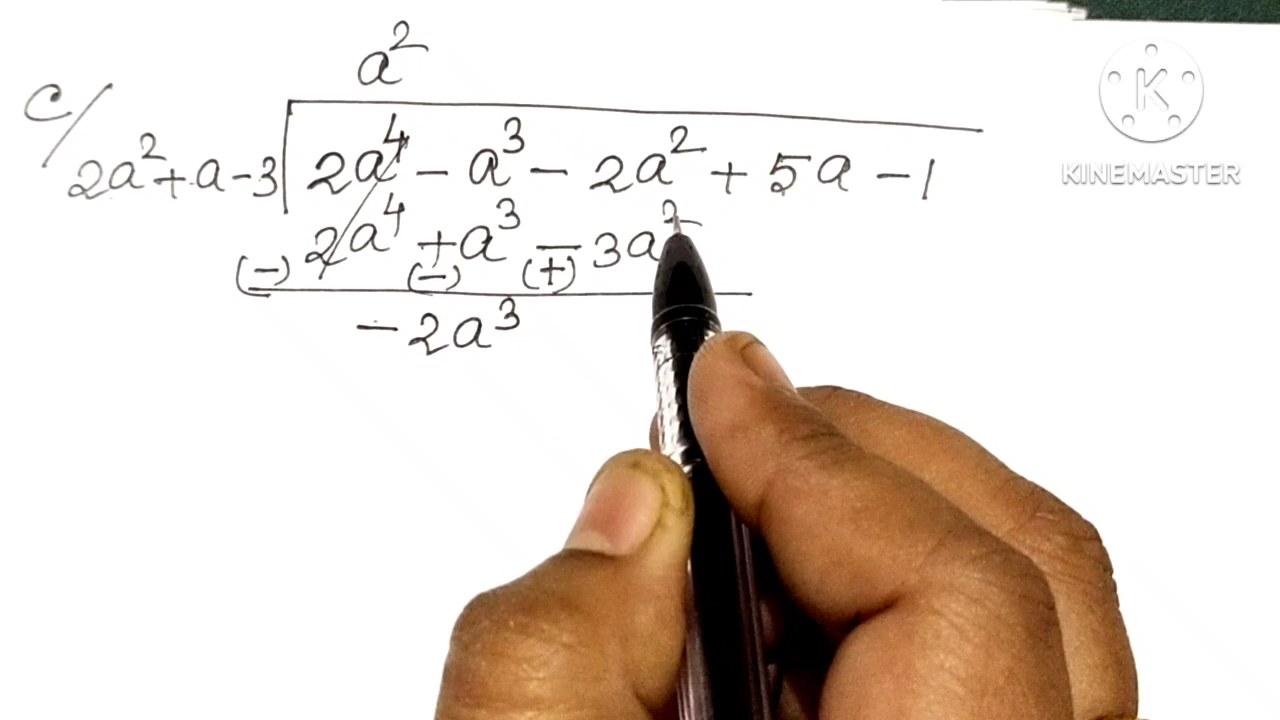 a²
c/
2a² + a - 3 2a⁴ - a³ - 2a² + 5a - 1
2a⁴ + a³ - 3a²
(-) (-) (+)
- 2a³
K
KINEMASTER